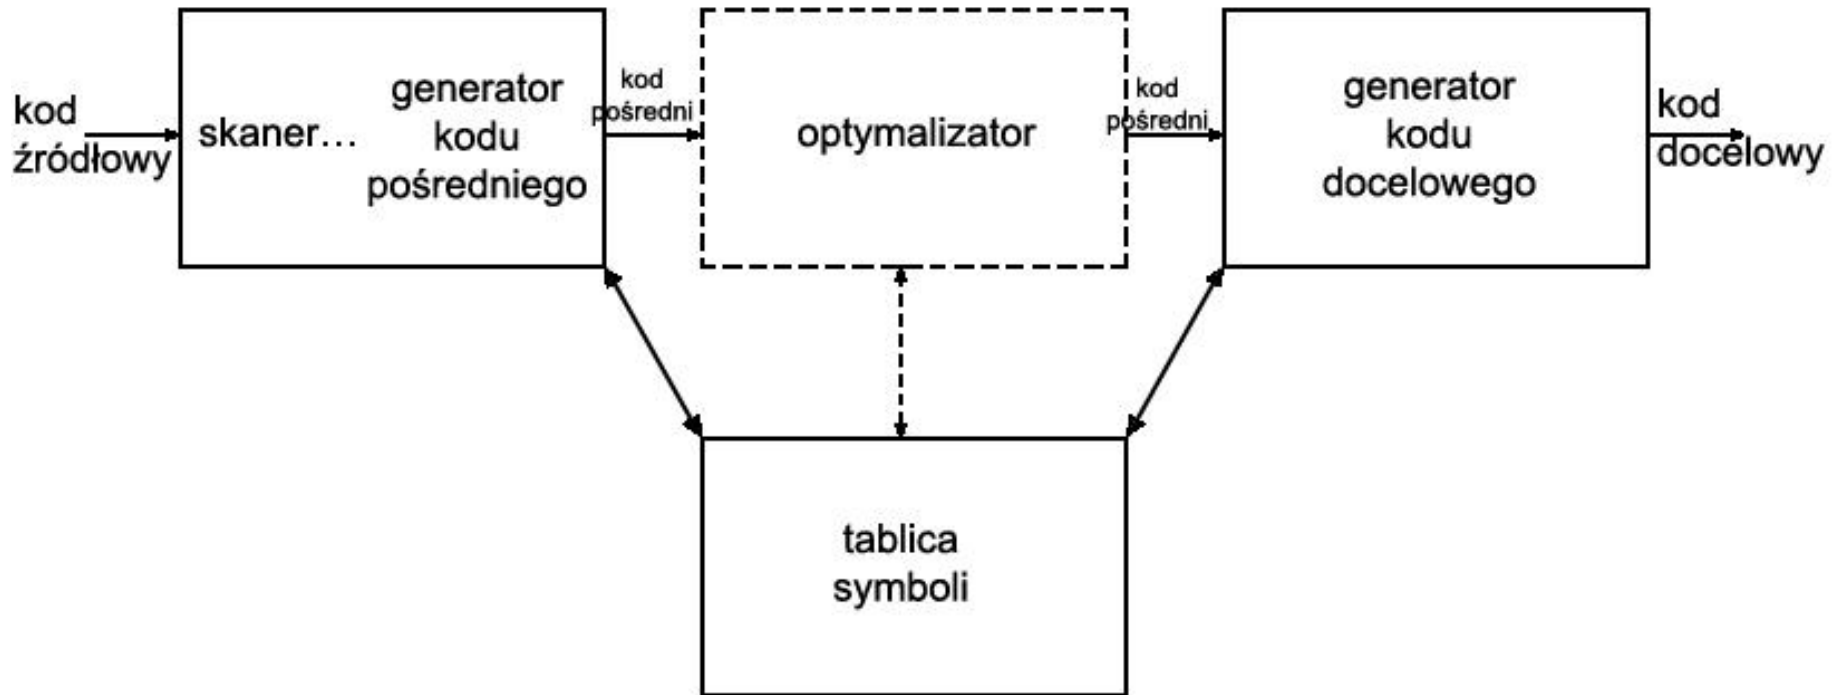 kod
źródłowy
skaner...
generator
kodu
pośredniego
kod
pośredni
optymalizator
kod
pośredni
generator
kodu
docelowego
kod
docelowy
tablica
symboli